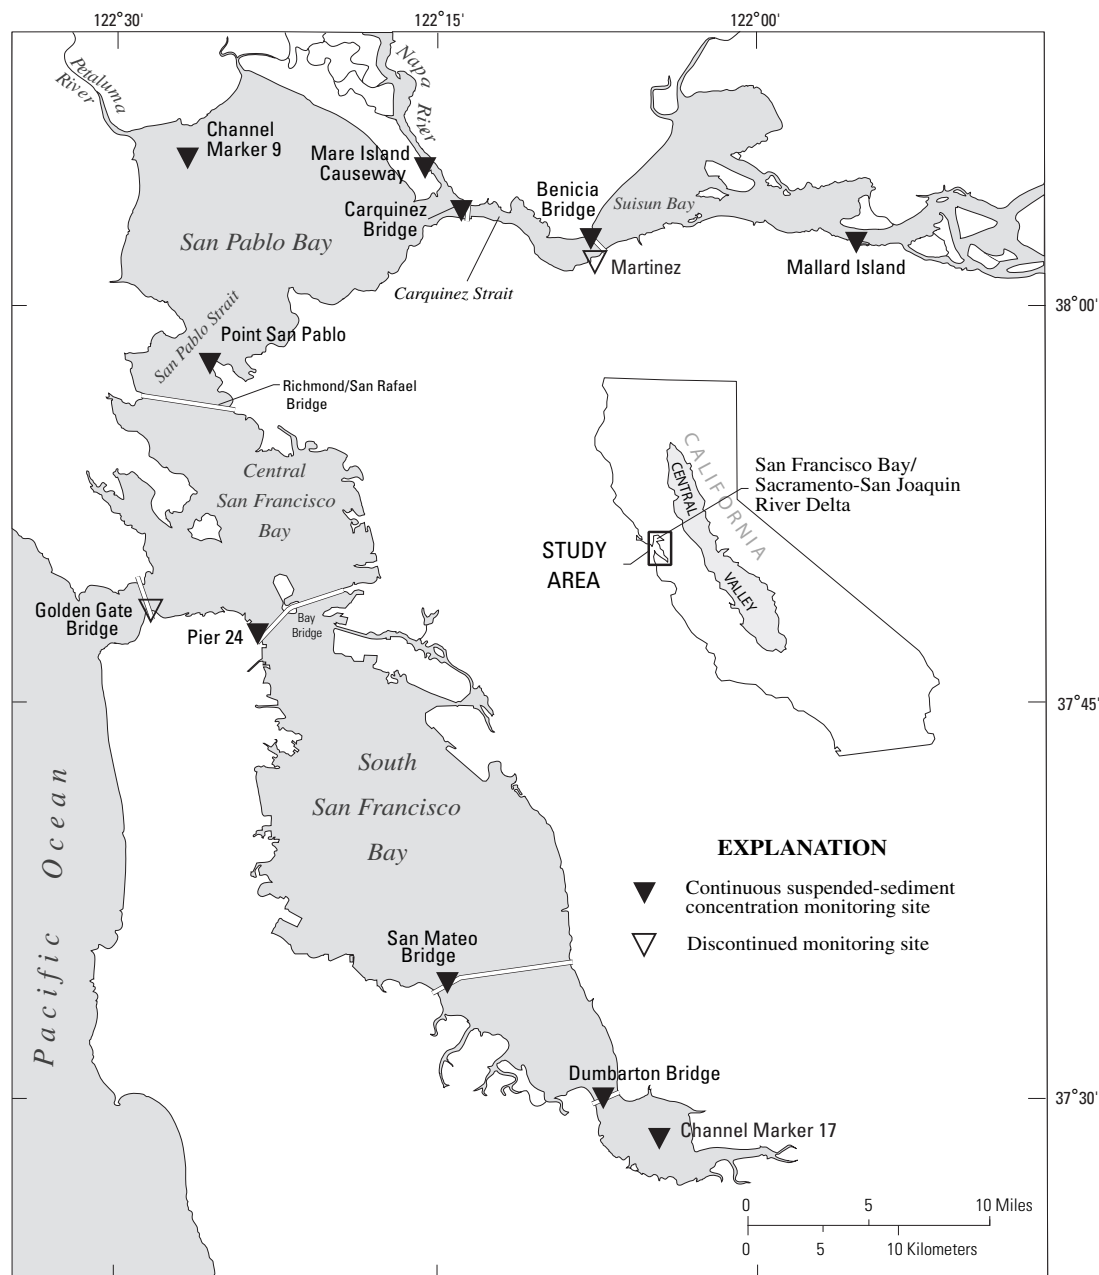 122°30'
122°15'
122°00'
Petaluma
River
Napa
River
Channel
Marker 9
Mare Island
Causeway
Carquinez
Bridge
Benicia
Bridge
Suisun Bay
San Pablo Bay
Martinez
Mallard Island
Carquinez Strait
38°00'
San Pablo Strait
Point San Pablo
Richmond/San Rafael
Bridge
Central
San Francisco
Bay
CALIFORNIA
CENTRAL
VALLEY
San Francisco Bay/
Sacramento-San Joaquin
River Delta
STUDY
AREA
Golden Gate
Bridge
Pier 24
Bay
Bridge
37°45'
South
San Francisco
Bay
Pacific Ocean
EXPLANATION
Continuous suspended-sediment
concentration monitoring site
Discontinued monitoring site
San Mateo
Bridge
Dumbarton Bridge
37°30'
Channel Marker 17
0 5 10 Miles
0 5 10 Kilometers